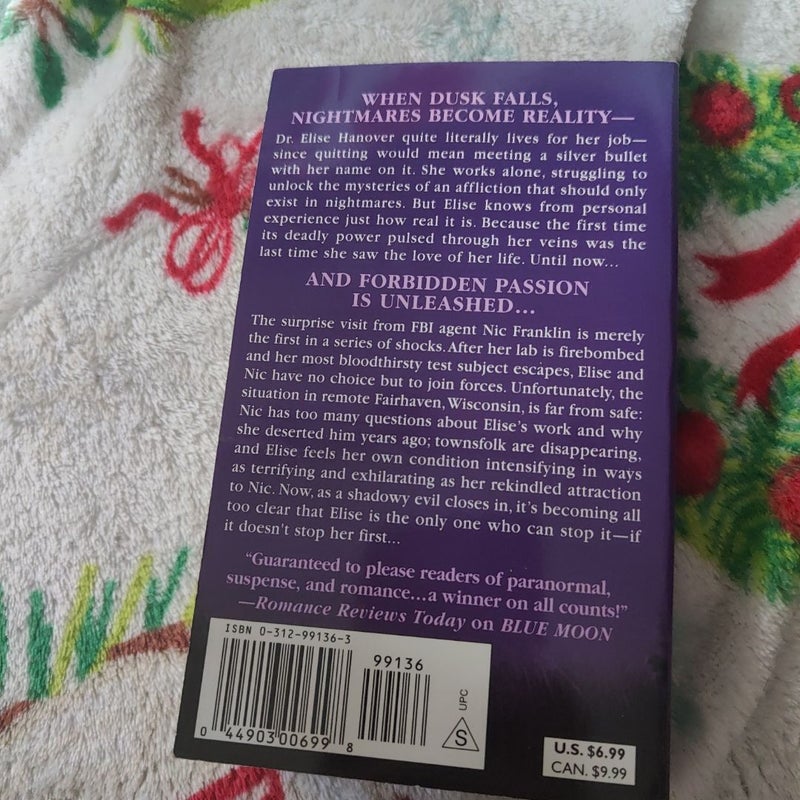 WHEN DUSK FALLS,
NIGHTMARES BECOME REALITY—
Dr. Elise Hanover quite literally lives for her job—
since quitting would mean meeting a silver bullet
with her name on it. She works alone, struggling to
unlock the mysteries of an affliction that should only
exist in nightmares. But Elise knows from personal
experience just how real it is. Because the first time
its deadly power pulsed through her veins was the
last time she saw the love of her life. Until now...
AND FORBIDDEN PASSION
IS UNLEASHED...
The surprise visit from FBI agent Nic Franklin is merely
the first in a series of shocks. After her lab is firebombed
and her most bloodthirsty test subject escapes, Elise and
Nic have no choice but to join forces. Unfortunately, the
situation in remote Fairhaven, Wisconsin, is far from safe:
Nic has too many questions about Elise's work and why
she deserted him years ago; townsfolk are disappearing,
and Elise feels her own condition intensifying in ways
as terrifying and exhilarating as her rekindled attraction
to Nic. Now, as a shadowy evil closes in, it's becoming all
too clear that Elise is the only one who can stop it—if
it doesn't stop her first...
"Guaranteed to please readers of paranormal,
suspense, and romance...a winner on all counts!"
—Romance Reviews Today on BLUE MOON
ISBN 0-312-99136-3
99136
UPC
S
0 44903 00699 8
U.S. $6.99
CAN. $9.99